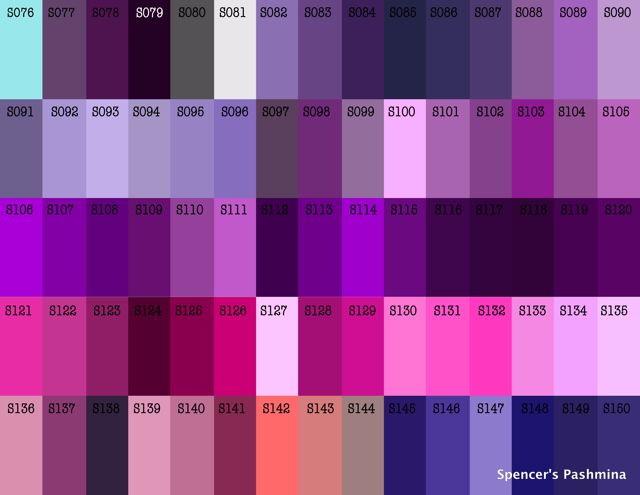 S076 S077 S078 S079 S080 S081 S082 S083 S084 S085 S086 S087 S088 S089 S090
S091 S092 S093 S094 S095 S096 S097 S098 S099 S100 S101 S102 S103 S104 S105
S106 S107 S108 S109 S110 S111 S112 S113 S114 S115 S116 S117 S118 S119 S120
S121 S122 S123 S124 S125 S126 S127 S128 S129 S130 S131 S132 S133 S134 S135
S136 S137 S138 S139 S140 S141 S142 S143 S144 S145 S146 S147 S148 S149 S150
Spencer's Pashmina